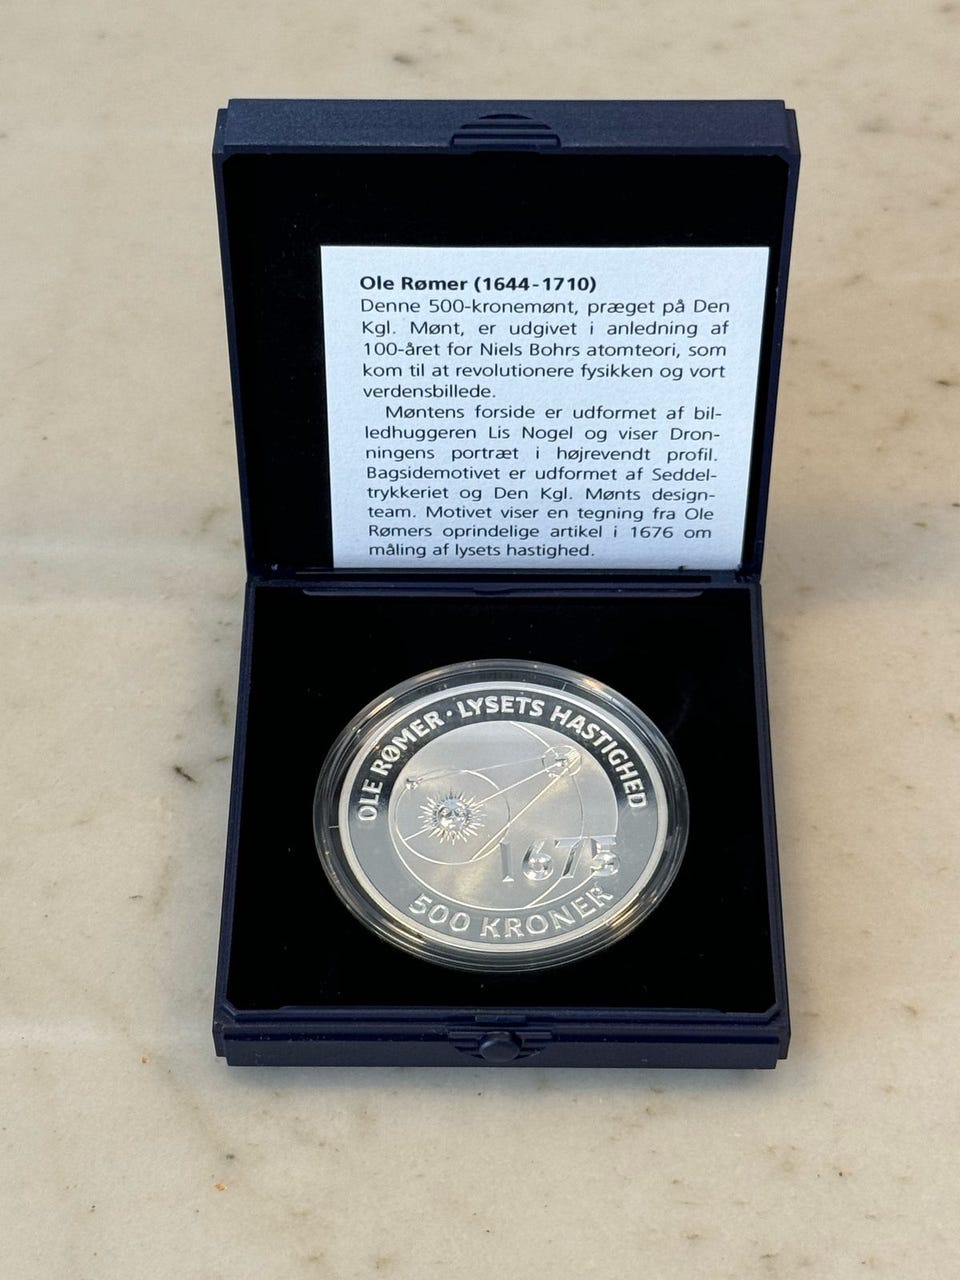 Ole Rømer (1644-1710)
Denne 500-kronemønt, præget på Den
Kgl. Mønt, er udgivet i anledning af
100-året for Niels Bohrs atomteori, som
kom til at revolutionere fysikken og vort
verdensbillede.
Møntens forside er udformet af bil-
ledhuggeren Lis Nogel og viser Dron-
ningens portræt i højrevendt profil.
Bagsidemotivet er udformet af Seddel-
trykkeriet og Den Kgl. Mønts design-
team. Motivet viser en tegning fra Ole
Rømers oprindelige artikel i 1676 om
måling af lysets hastighed.
OLE RØMER · LYSETS HASTIGHED
1675
500 KRONER